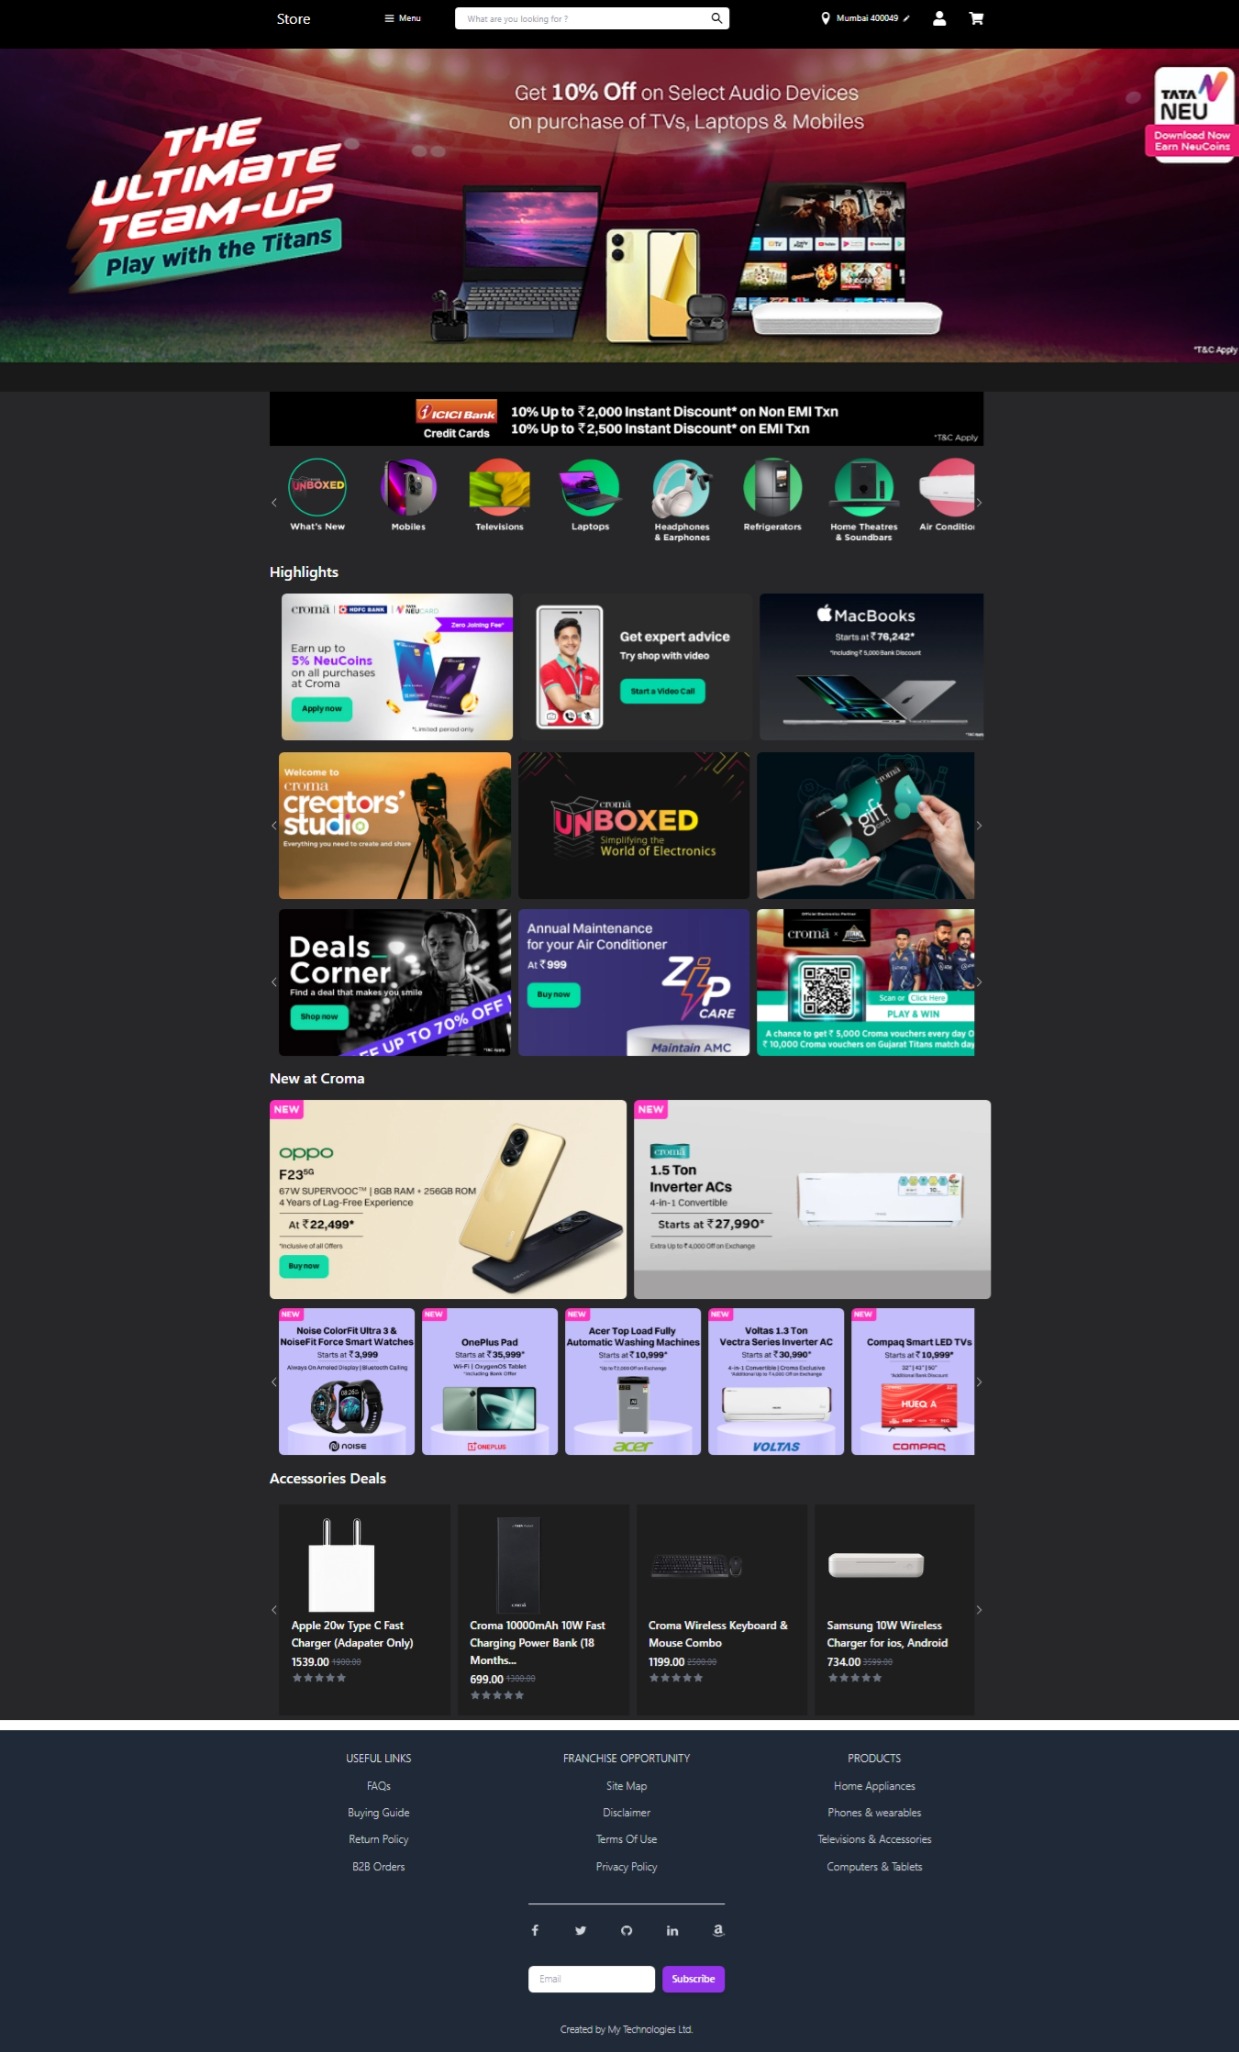 Store
Menu
What are you looking for ?
Mumbai 400049
THE
ULTIMATE
TEAM-UP
Play with the Titans
Get 10% Off on Select Audio Devices
on purchase of TVs, Laptops & Mobiles
TATA
NEU
Download Now
Earn NeuCoins
*T&C Apply
ICICI Bank
Credit Cards
10% Up to ₹2,000 Instant Discount* on Non EMI Txn
10% Up to ₹2,500 Instant Discount* on EMI Txn
*T&C Apply
UNBOXED
What's New
Mobiles
Televisions
Laptops
Headphones
& Earphones
Refrigerators
Home Theatres
& Soundbars
Air Conditio
Highlights
croma | HDFC BANK | TATA NEUCARD
Zero Joining Fee*
Earn up to
5% NeuCoins
on all purchases
at Croma
Apply now
*Limited period only
Get expert advice
Try shop with video
Start a Video Call
MacBooks
Starts at ₹76,242*
*Including ₹ 5,000 Bank Discount
Welcome to
croma
creators'
studio
Everything you need to create and share
croma
UNBOXED
Simplifying the
World of Electronics
croma
gift
card
Deals_
Corner
Find a deal that makes you smile
Shop now
UP TO 70% OFF
Annual Maintenance
for your Air Conditioner
At ₹999
Buy now
ZIP
CARE
Maintain AMC
Official Electronics Partner
croma x
Scan or Click Here
PLAY & WIN
A chance to get ₹ 5,000 Croma vouchers every day O
₹ 10,000 Croma vouchers on Gujarat Titans match day
New at Croma
NEW
oppo
F23 5G
67W SUPERVOOC™ | 8GB RAM + 256GB ROM
4 Years of Lag-Free Experience
At ₹22,499*
*Inclusive of all Offers
Buy now
NEW
croma
1.5 Ton
Inverter ACs
4-in-1 Convertible
Starts at ₹27,990*
Extra Up to ₹4,000 Off on Exchange
NEW
Noise ColorFit Ultra 3 &
NoiseFit Force Smart Watches
Starts at ₹3,999
Always On Amoled Display | Bluetooth Calling
NOISE
NEW
OnePlus Pad
Starts at ₹35,999*
Wi-Fi | OxygenOS Tablet
*Including Bank Offer
ONEPLUS
NEW
Acer Top Load Fully
Automatic Washing Machines
Starts at ₹10,999*
acer
NEW
Voltas 1.3 Ton
Vectra Series Inverter AC
Starts at ₹30,990*
4-in-1 Convertible | Croma Exclusive
VOLTAS
NEW
Compaq Smart LED TVs
Starts at ₹10,999*
32" | 43" | 50"
*Additional Bank Discount
HUEQ A
COMPAQ
Accessories Deals
Apple 20w Type C Fast
Charger (Adapater Only)
1539.00 1900.00
Croma 10000mAh 10W Fast
Charging Power Bank (18
Months...
699.00 1300.00
Croma Wireless Keyboard &
Mouse Combo
1199.00 2500.00
Samsung 10W Wireless
Charger for ios, Android
734.00 3599.00
USEFUL LINKS
FAQs
Buying Guide
Return Policy
B2B Orders
FRANCHISE OPPORTUNITY
Site Map
Disclaimer
Terms Of Use
Privacy Policy
PRODUCTS
Home Appliances
Phones & wearables
Televisions & Accessories
Computers & Tablets
Email
Subscribe
Created by My Technologies Ltd.